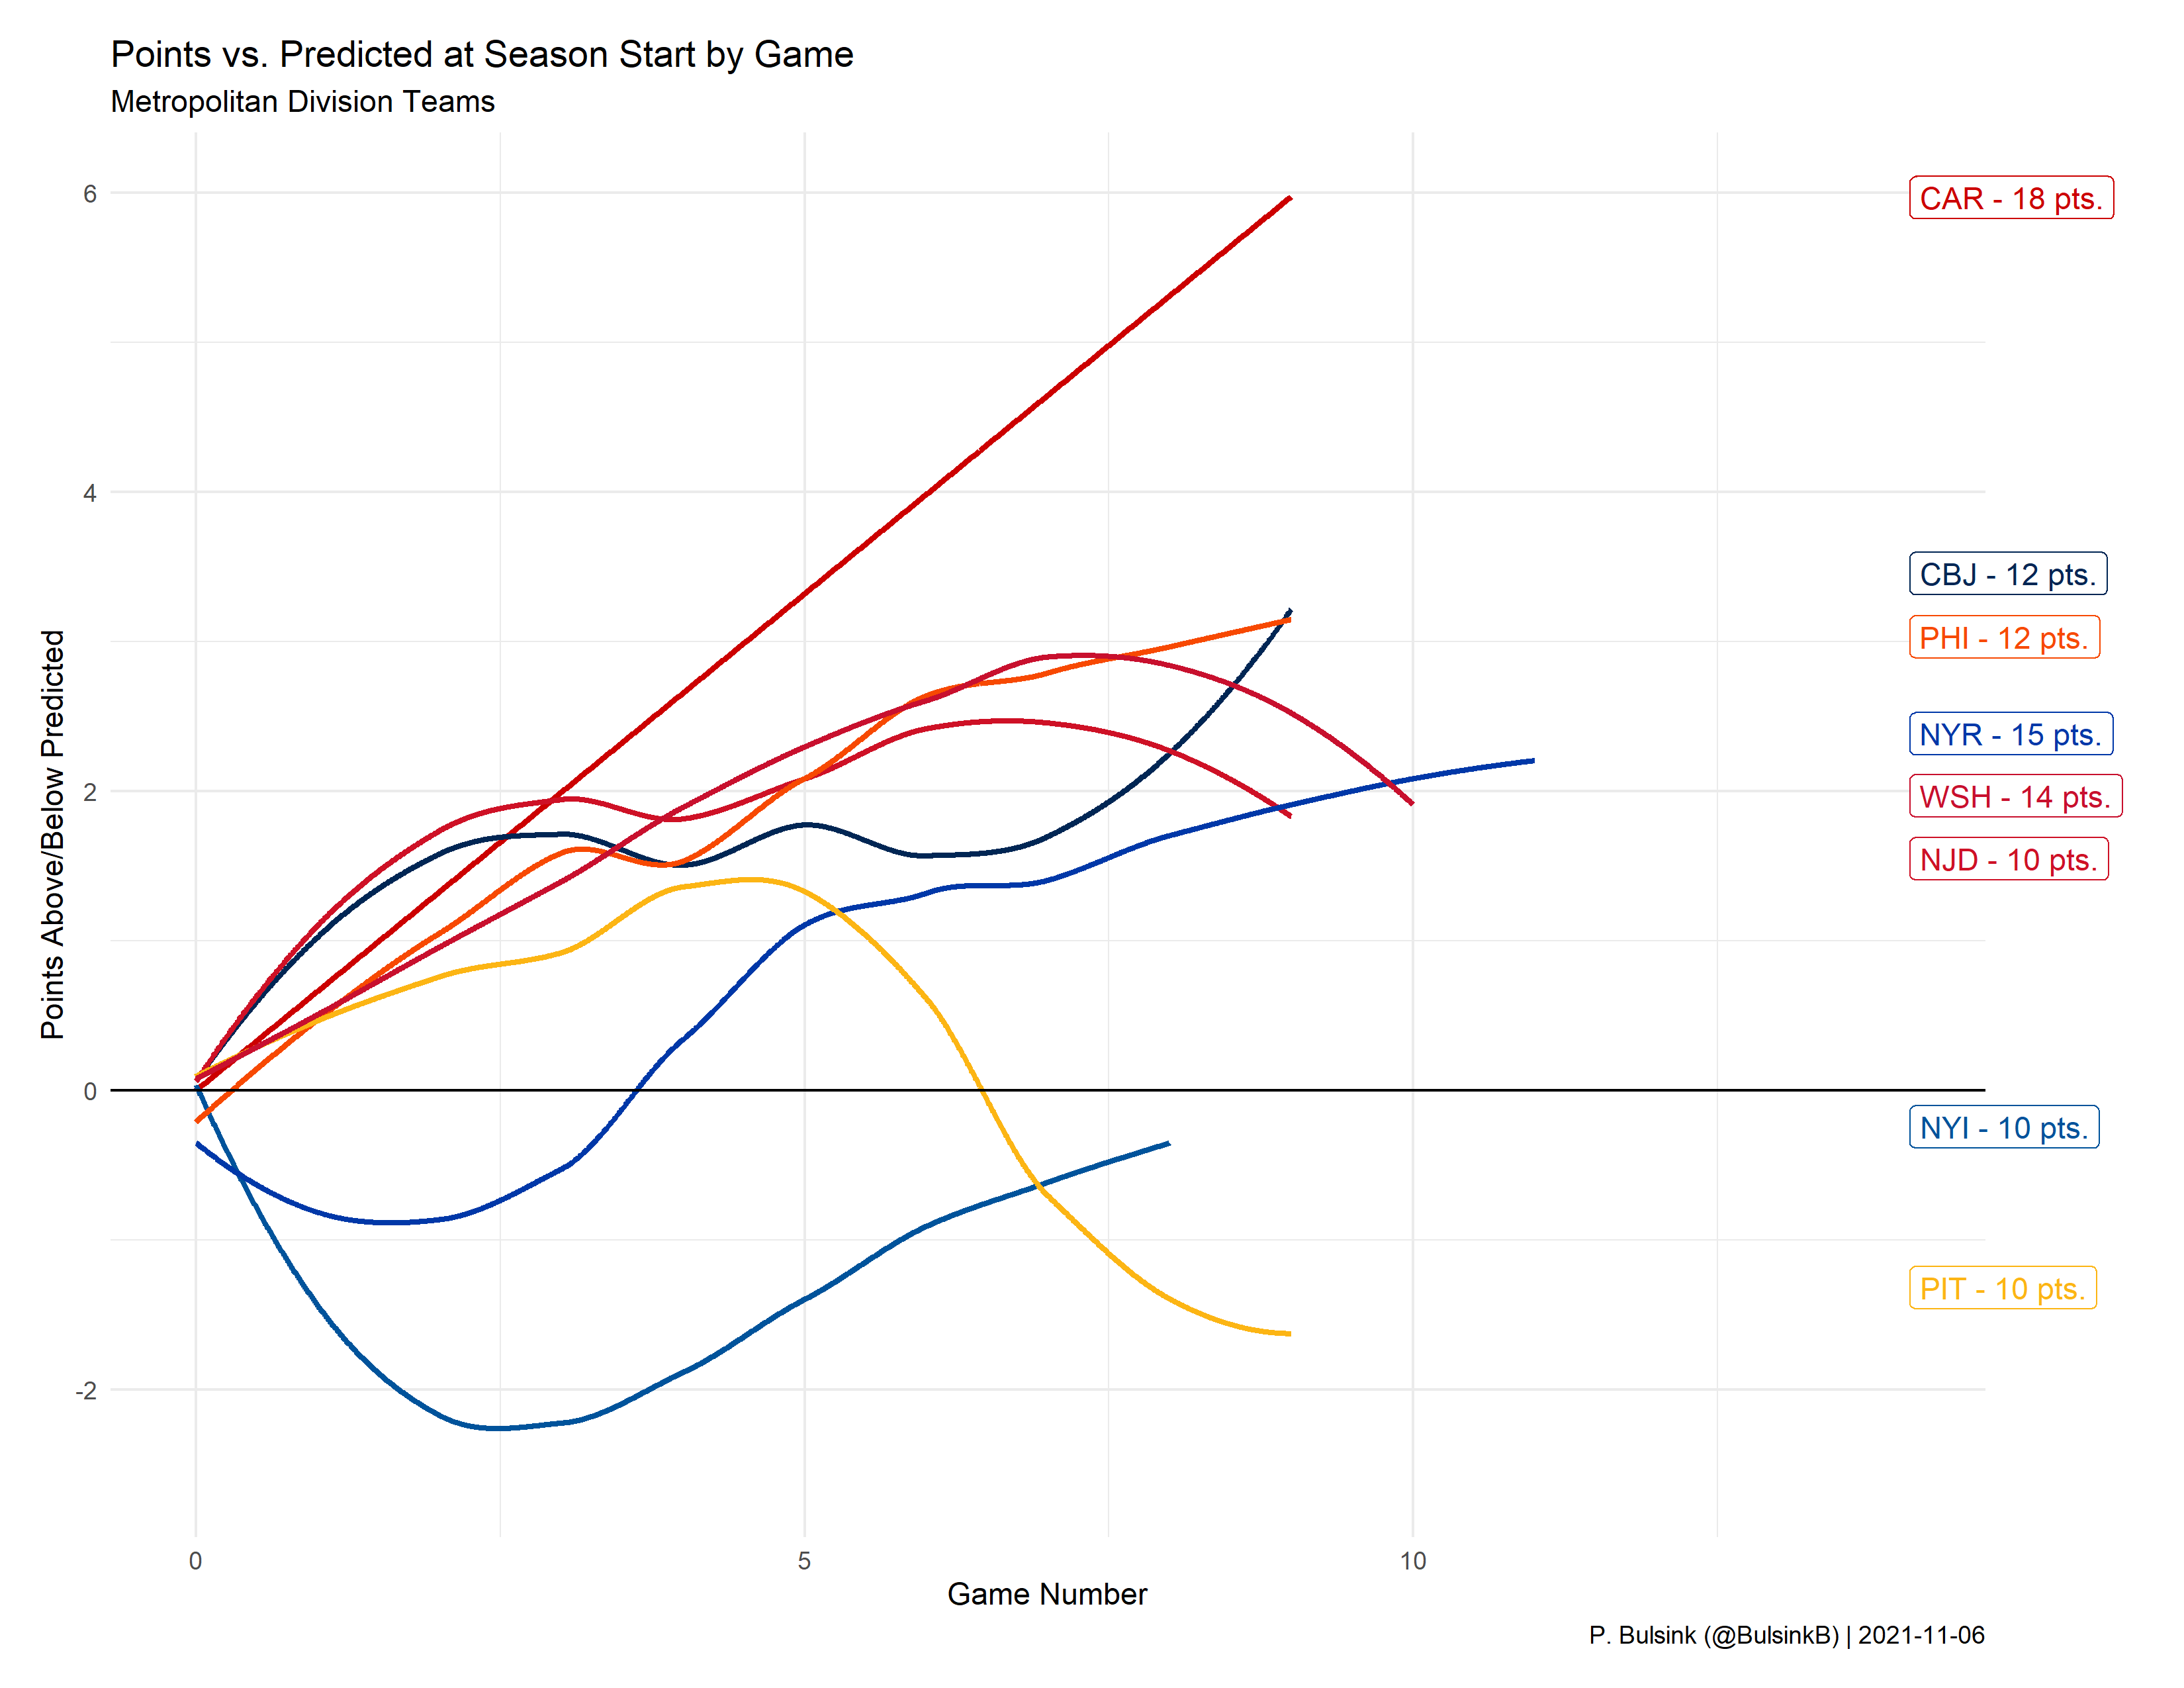 Points vs. Predicted at Season Start by Game
Metropolitan Division Teams
Points Above/Below Predicted
6
4
2
0
-2
CAR - 18 pts.
CBJ - 12 pts.
PHI - 12 pts.
NYR - 15 pts.
WSH - 14 pts.
NJD - 10 pts.
NYI - 10 pts.
PIT - 10 pts.
0 5 10
Game Number
P. Bulsink (@BulsinkB) | 2021-11-06